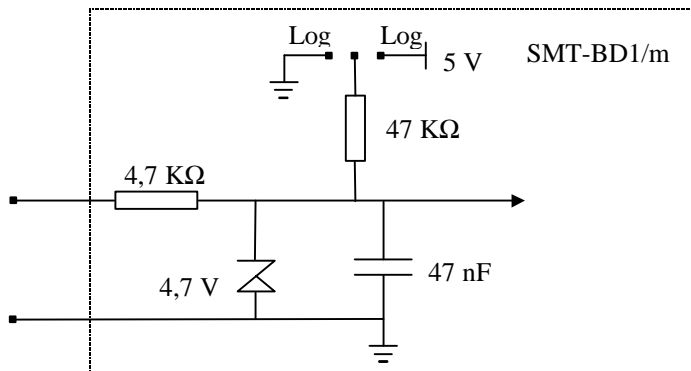 Log Log
5 V
SMT-BD1/m
47 KΩ
4,7 KΩ
4,7 V
47 nF